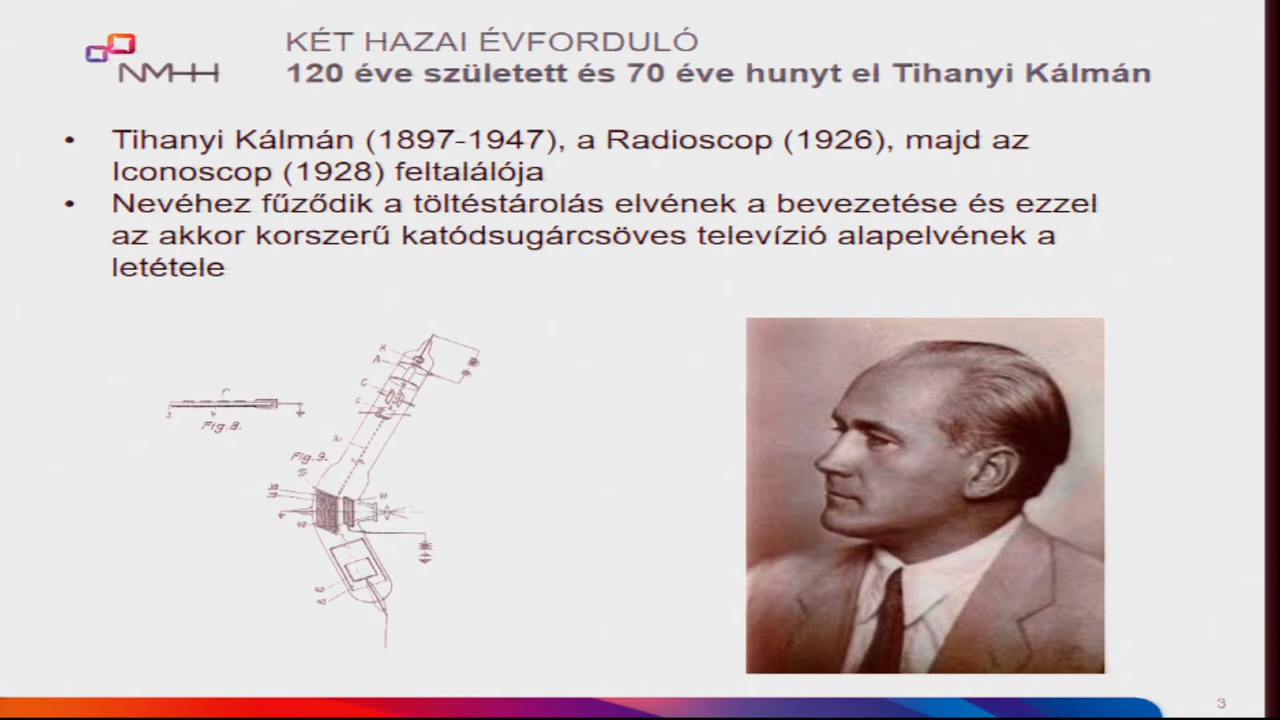 NMHH
KÉT HAZAI ÉVFORDULÓ
120 éve született és 70 éve hunyt el Tihanyi Kálmán
• Tihanyi Kálmán (1897-1947), a Radioscop (1926), majd az
Iconoscop (1928) feltalálója
• Nevéhez fűződik a töltéstárolás elvének a bevezetése és ezzel
az akkor korszerű katódsugárcsöves televízió alapelvének a
letétele
Fig.8.
Fig.9.
3